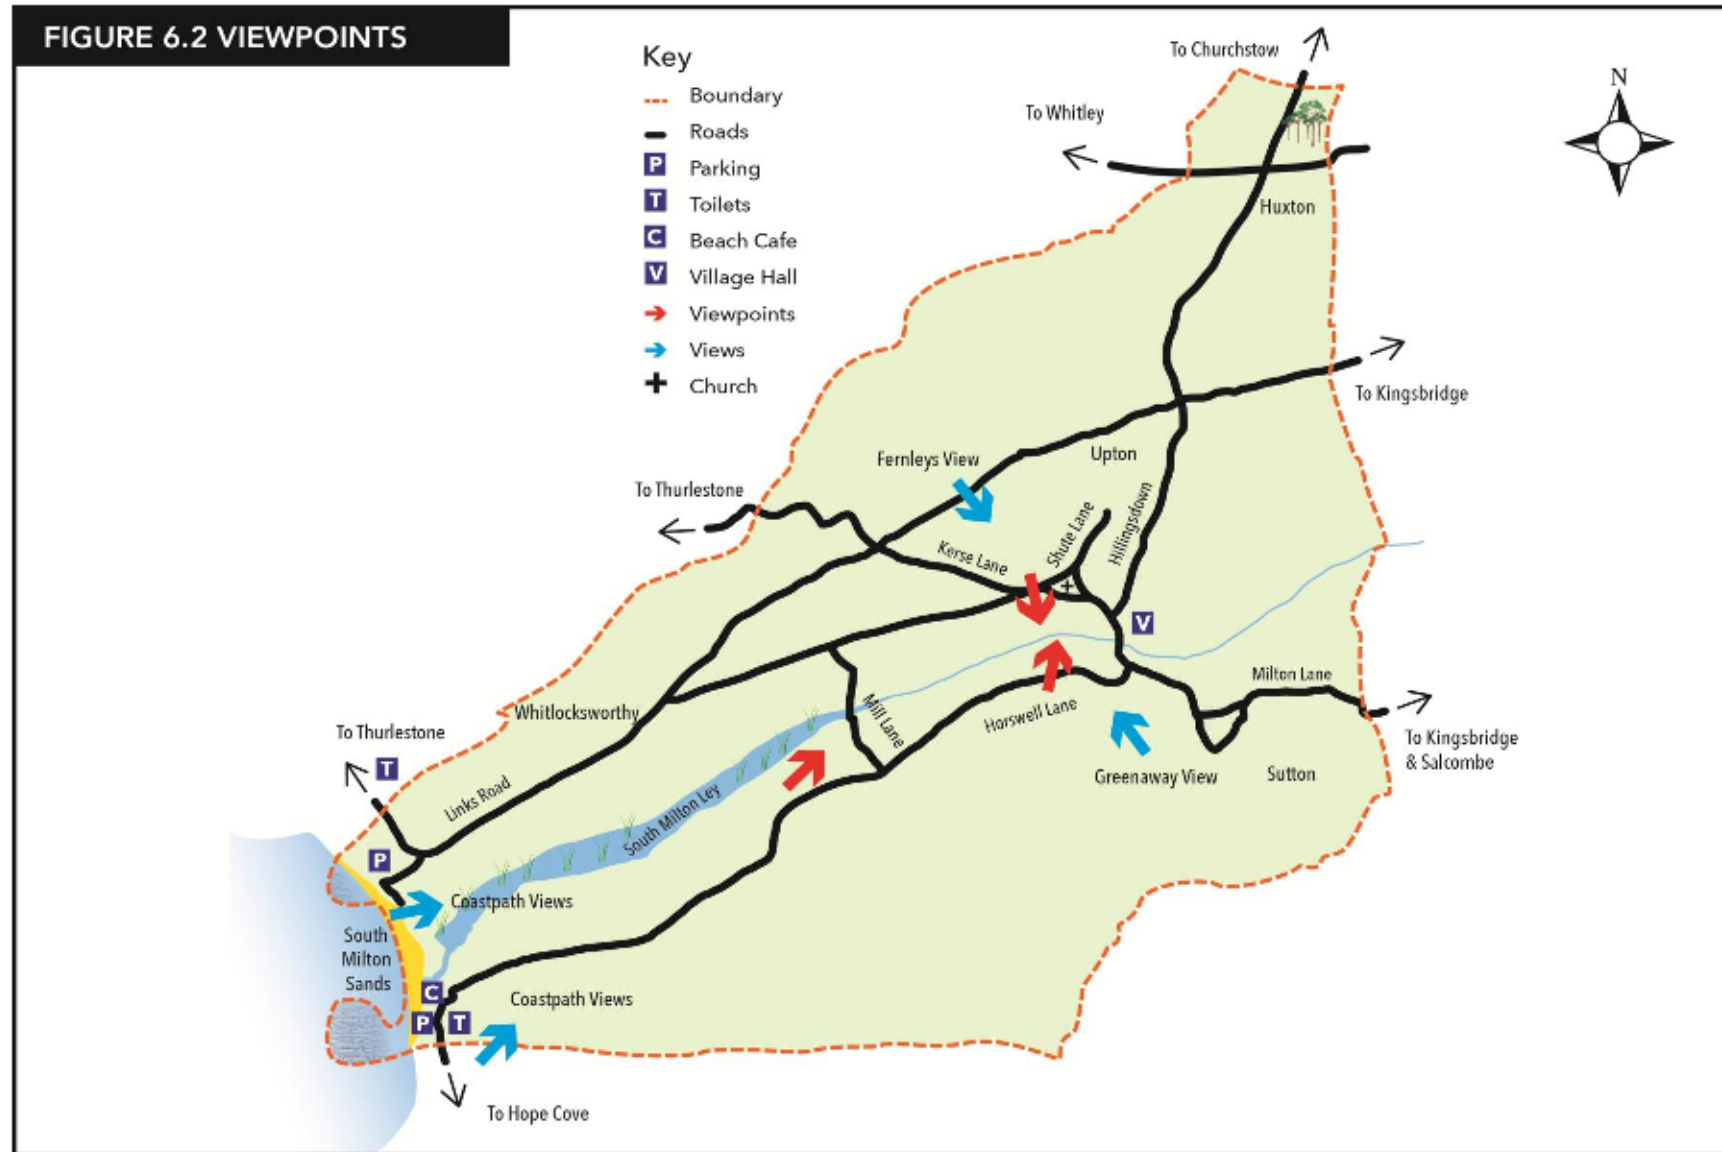 FIGURE 6.2 VIEWPOINTS
Key
Boundary
Roads
P Parking
T Toilets
C Beach Cafe
V Village Hall
Viewpoints
Views
Church
To Churchstow
N
To Whitley
Huxton
To Kingsbridge
Fernleys View
Upton
To Thurlestone
Hillingsdown
Shute Lane
Kerse Lane
V
Milton Lane
Whitlocksworthy
Mill Lane
Horswell Lane
To Thurlestone
To Kingsbridge
& Salcombe
T
Greenaway View
Sutton
Links Road
South Milton Ley
P
Coastpath Views
South
Milton
Sands
C
Coastpath Views
P T
To Hope Cove